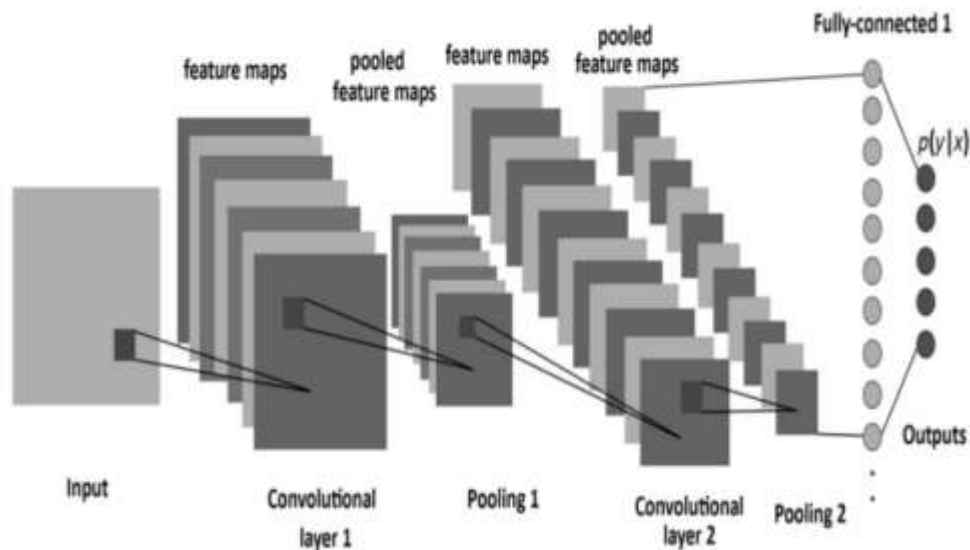 Fully-connected 1
feature maps
pooled
feature maps
feature maps
pooled
feature maps
p(y|x)
Outputs
Input
Convolutional
layer 1
Pooling 1
Convolutional
layer 2
Pooling 2